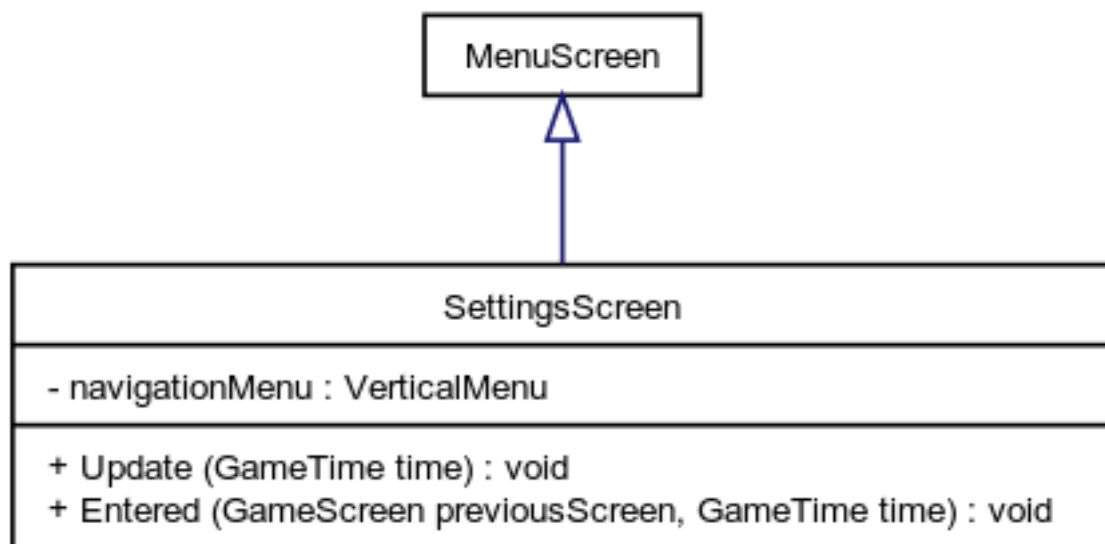 MenuScreen
SettingsScreen
- navigationMenu : VerticalMenu
+ Update (GameTime time) : void
+ Entered (GameScreen previousScreen, GameTime time) : void